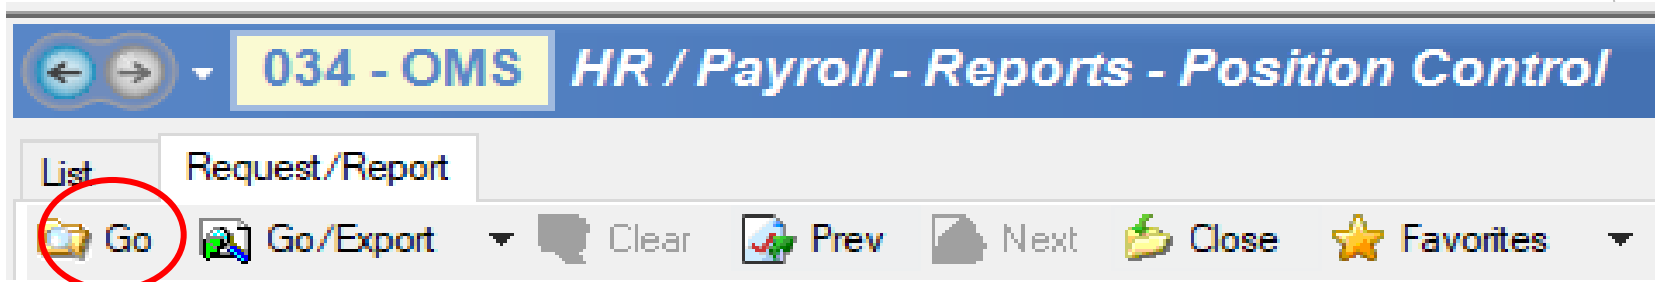 034 - OMS HR / Payroll - Reports - Position Control
List Request/Report
Go Go/Export Clear Prev Next Close Favorites